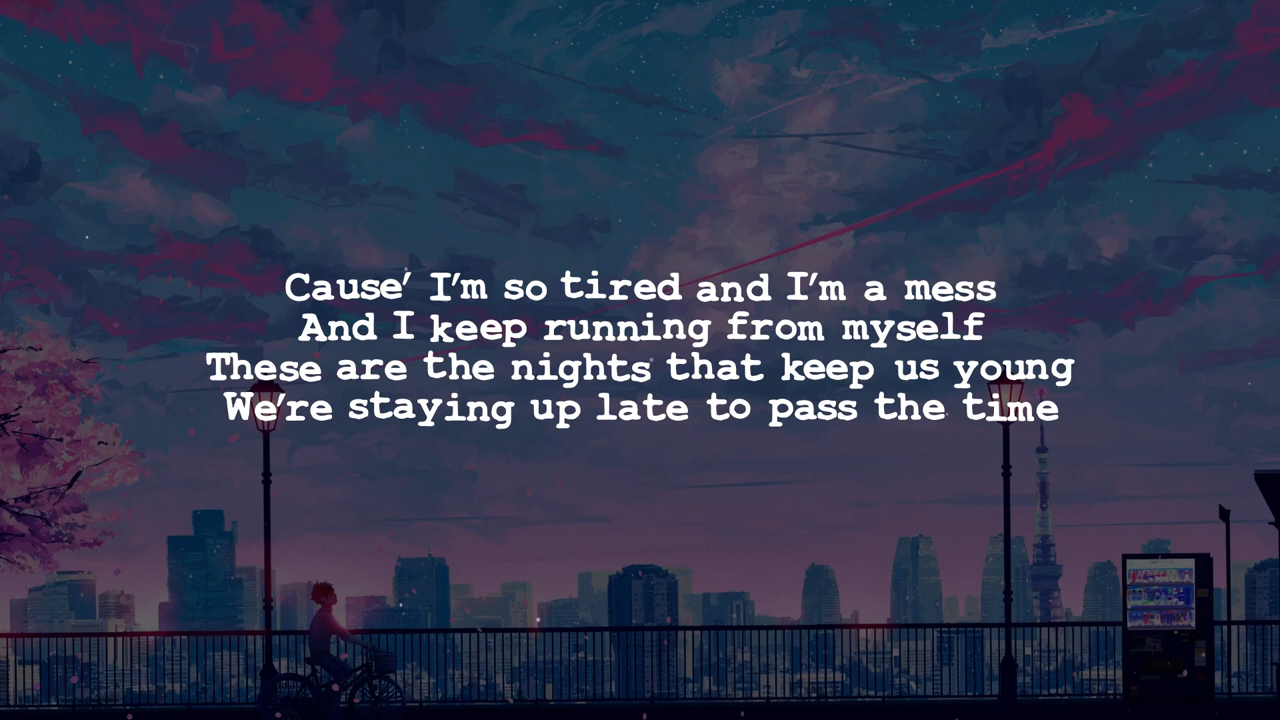 Cause' I'm so tired and I'm a mess
And I keep running from myself
These are the nights that keep us young
We're staying up late to pass the time